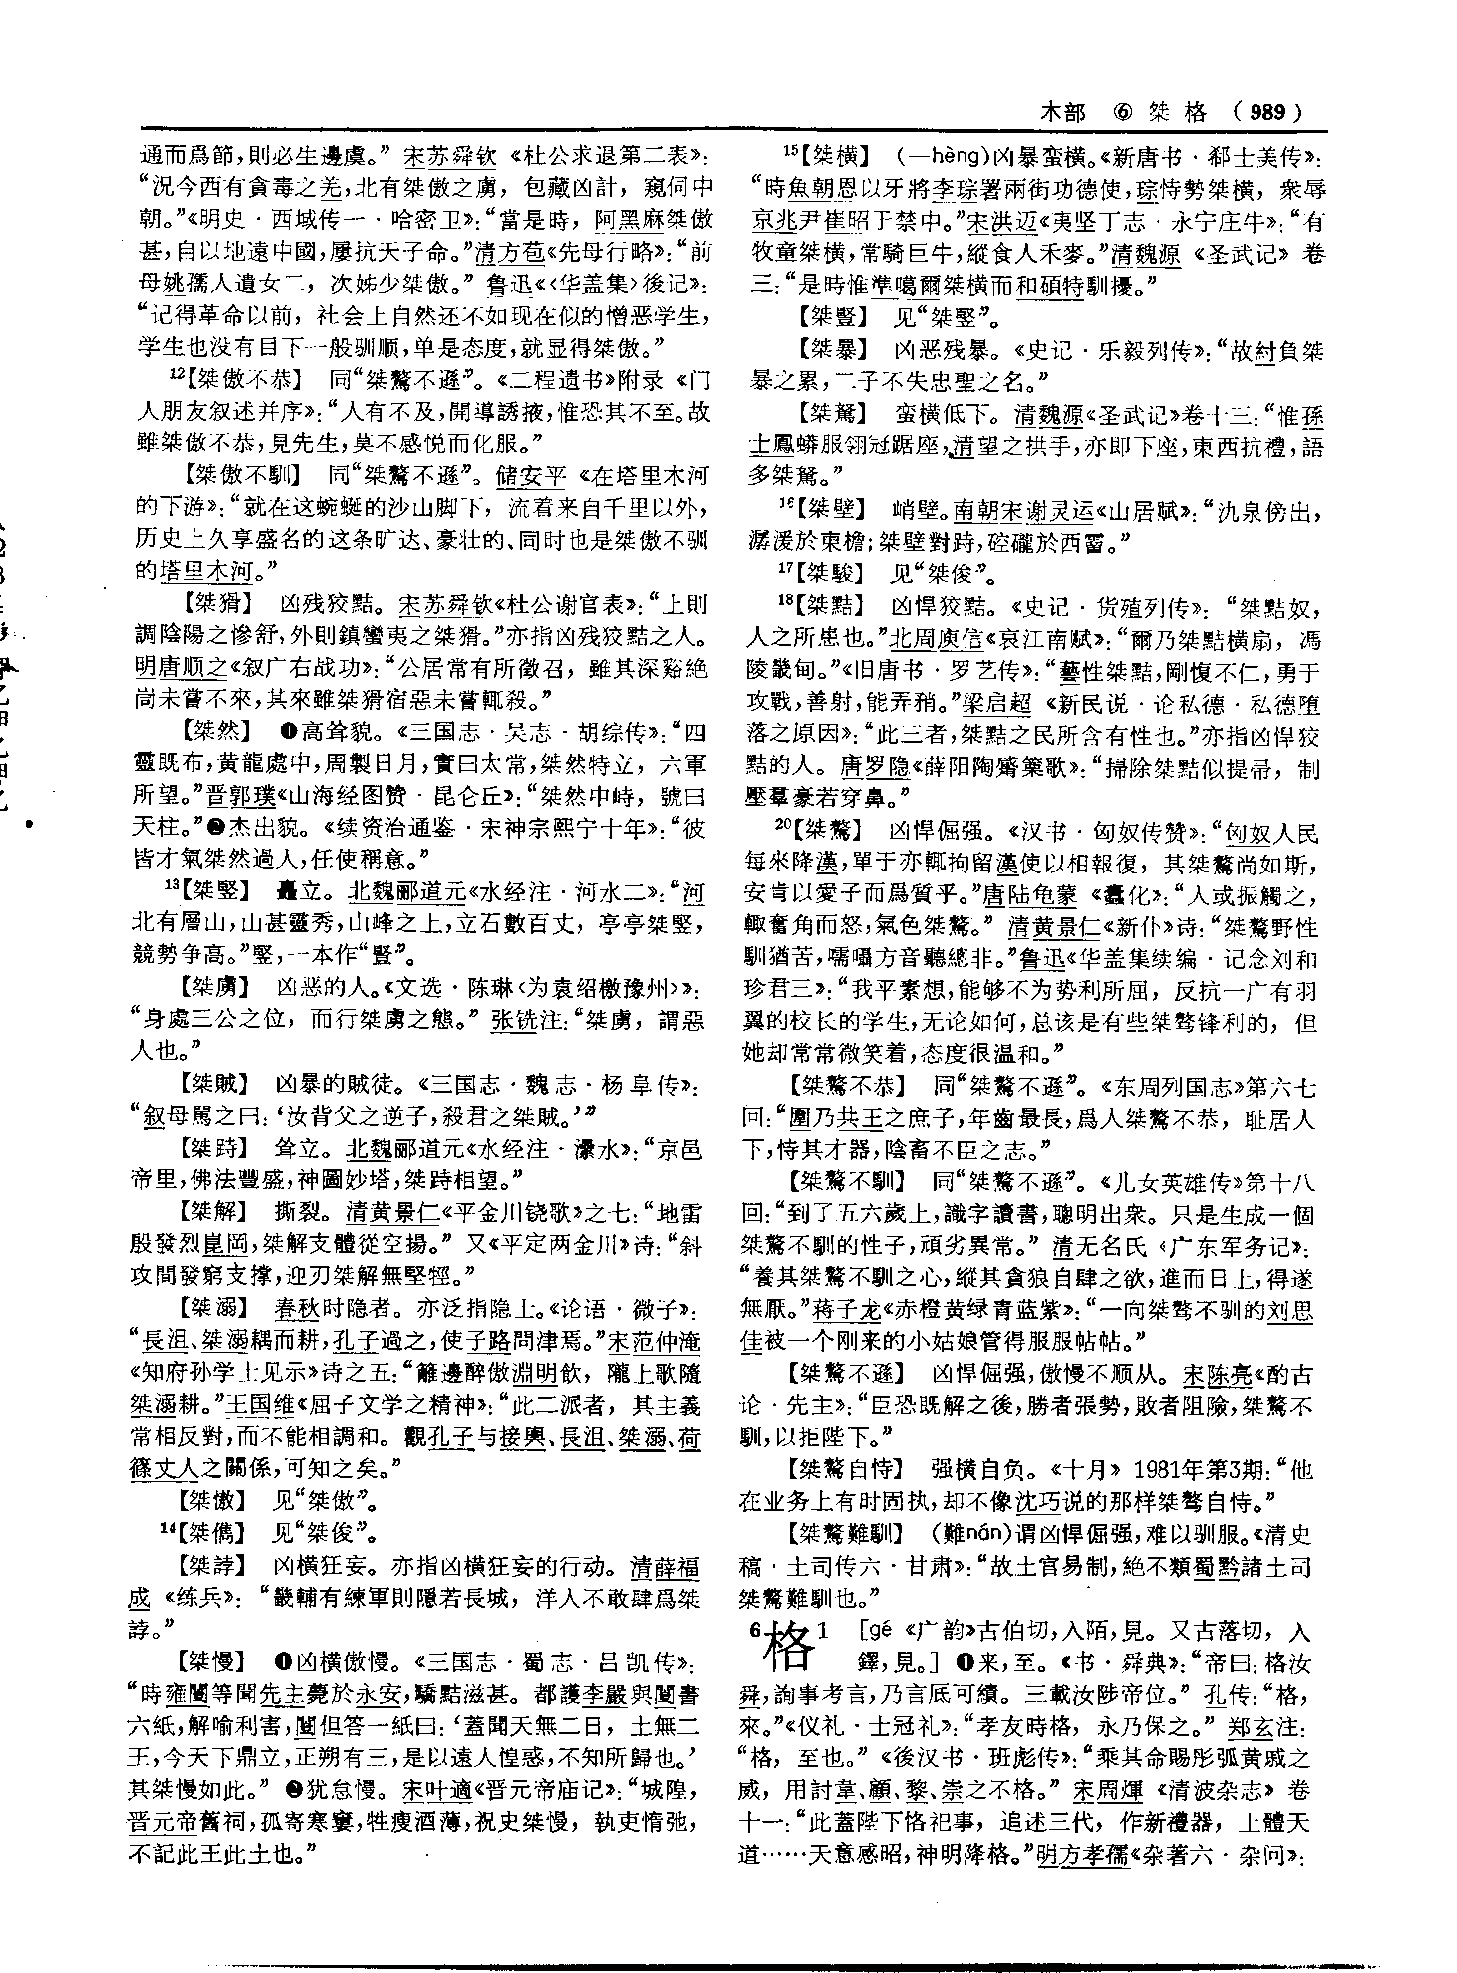 木部 ⑥ 桀 格 (989)
通而爲節,則必生邊虞。” 宋苏舜钦《杜公求退第二表》:
“況今西有貪毒之羌,北有桀傲之虜, 包藏凶計, 窺伺中
朝。”《明史·西域传一·哈密卫》:“當是時, 阿黑麻桀傲
甚,自以地遠中國,屢抗天子命。”清方苞《先母行略》:“前
母姚孺人遺女二, 次姊少桀傲。” 鲁迅《〈华盖集〉後记》:
“记得革命以前, 社会上自然还不如现在似的憎恶学生,
学生也没有目下一般驯顺,单是态度,就显得桀傲。”
12【桀傲不恭】 同“桀驁不遜”。《二程遗书》附录《门
人朋友叙述并序》:“人有不及,開導誘掖,惟恐其不至。故
雖桀傲不恭,見先生,莫不感悦而化服。”
【桀傲不馴】 同“桀驁不遜”。 储安平《在塔里木河
的下游》:“就在这蜿蜒的沙山脚下, 流着来自千里以外,
历史上久享盛名的这条旷达、豪壮的、同时也是桀傲不驯
的塔里木河。”
【桀猾】 凶残狡黠。 宋苏舜钦《杜公谢官表》:“上則
調陰陽之慘舒,外則鎮蠻夷之桀猾。”亦指凶残狡黠之人。
明唐顺之《叙广右战功》:“公居常有所徵召, 雖其深谿絶
峝未嘗不來,其來雖桀猾宿惡未嘗輒殺。”
【桀然】 ❶高耸貌。《三国志·吴志·胡综传》:“四
靈既布,黄龍處中,周製日月,實曰太常,桀然特立, 六軍
所望。”晋郭璞《山海经图赞·昆仑丘》:“桀然中峙, 號曰
天柱。”❷杰出貌。《续资治通鉴·宋神宗熙宁十年》:“彼
皆才氣桀然過人,任使稱意。”
13【桀竪】 矗立。 北魏郦道元《水经注·河水二》:“河
北有層山,山甚靈秀,山峰之上,立石數百丈, 亭亭桀竪,
競勢争高。”竪,一本作“豎”。
【桀虜】 凶恶的人。《文选·陈琳〈为袁绍檄豫州〉》:
“身處三公之位, 而行桀虜之態。” 张铣注:“桀虜, 謂惡
人也。”
【桀賊】 凶暴的賊徒。《三国志·魏志·杨阜传》:
“叙母駡之曰:‘汝背父之逆子,殺君之桀賊。’”
【桀跱】 耸立。 北魏郦道元《水经注·㶟水》:“京邑
帝里,佛法豐盛,神圖妙塔,桀跱相望。”
【桀解】 撕裂。 清黄景仁《平金川铙歌》之七:“地雷
殷發烈崑岡,桀解支體從空揚。” 又《平定两金川》诗:“斜
攻間發窮支撑,迎刃桀解無堅牼。”
【桀溺】 春秋时隐者。 亦泛指隐士。《论语·微子》:
“長沮、桀溺耦而耕,孔子過之,使子路問津焉。”宋范仲淹
《知府孙学士见示》诗之五:“籬邊醉傲淵明飲, 隴上歌隨
桀溺耕。”王国维《屈子文学之精神》:“此二派者, 其主義
常相反對,而不能相調和。 觀孔子与接輿、長沮、桀溺、荷
篠丈人之關係,可知之矣。”
【桀慠】 见“桀傲”。
14【桀儁】 见“桀俊”。
【桀誖】 凶横狂妄。亦指凶横狂妄的行动。清薛福
成《练兵》: “畿輔有練軍則隱若長城, 洋人不敢肆爲桀
誖。”
【桀慢】 ❶凶横傲慢。《三国志·蜀志·吕凯传》:
“時雍闓等聞先主薨於永安,驕黠滋甚。 都護李嚴與闓書
六紙,解喻利害,闓但答一紙曰:‘蓋聞天無二日, 土無二
王,今天下鼎立,正朔有三,是以遠人惶惑,不知所歸也。’
其桀慢如此。” ❷犹怠慢。 宋叶適《晋元帝庙记》:“城隍,
晋元帝舊祠,孤寄寒窶,牲瘦酒薄,祝史桀慢, 執吏惰弛,
不記此王此土也。”
15【桀横】 (—hèng)凶暴蛮横。《新唐书·郗士美传》:
“時魚朝恩以牙將李琮署兩街功德使,琮恃勢桀横, 衆辱
京兆尹崔昭于禁中。”宋洪迈《夷坚丁志·永宁庄牛》:“有
牧童桀横,常騎巨牛,縱食人禾麥。”清魏源《圣武记》卷
三:“是時惟準噶爾桀横而和碩特馴擾。”
【桀豎】 见“桀竪”。
【桀暴】 凶恶残暴。《史记·乐毅列传》:“故紂負桀
暴之累,二子不失忠聖之名。”
【桀駑】 蛮横低下。 清魏源《圣武记》卷十三:“惟孫
士鳳蟒服翎冠踞座,清望之拱手,亦即下座,東西抗禮,語
多桀駑。”
16【桀壁】 峭壁。南朝宋谢灵运《山居赋》:“氿泉傍出,
潺湲於東檐;桀壁對跱,硿礲於西霤。”
17【桀駿】 见“桀俊”。
18【桀黠】 凶悍狡黠。《史记·货殖列传》: “桀黠奴,
人之所患也。”北周庾信《哀江南赋》:“爾乃桀黠横扇, 馮
陵畿甸。”《旧唐书·罗艺传》:“藝性桀黠,剛愎不仁,勇于
攻戰,善射,能弄矟。”梁启超《新民说·论私德·私德堕
落之原因》:“此三者,桀黠之民所含有性也。”亦指凶悍狡
黠的人。 唐罗隐《薛阳陶觱篥歌》:“掃除桀黠似提帚, 制
壓羣豪若穿鼻。”
20【桀驁】 凶悍倔强。《汉书·匈奴传赞》:“匈奴人民
每來降漢,單于亦輒拘留漢使以相報復, 其桀驁尚如斯,
安肯以愛子而爲質乎。”唐陆龟蒙《蠹化》:“人或振觸之,
輒奮角而怒,氣色桀驁。” 清黄景仁《新仆》诗:“桀驁野性
馴猶苦,嚅囁方音聽總非。”鲁迅《华盖集续编·记念刘和
珍君三》:“我平素想,能够不为势利所屈, 反抗一广有羽
翼的校长的学生,无论如何,总该是有些桀骜锋利的, 但
她却常常微笑着,态度很温和。”
【桀驁不恭】 同“桀驁不遜”。《东周列国志》第六七
回:“圍乃共王之庶子,年齒最長,爲人桀驁不恭, 耻居人
下,恃其才器,陰畜不臣之志。”
【桀驁不馴】 同“桀驁不遜”。《儿女英雄传》第十八
回:“到了五六歲上,識字讀書,聰明出衆。 只是生成一個
桀驁不馴的性子,頑劣異常。” 清无名氏《广东军务记》:
“養其桀驁不馴之心,縱其貪狼自肆之欲,進而日上,得遂
無厭。”蒋子龙《赤橙黄绿青蓝紫》:“一向桀骜不驯的刘思
佳被一个刚来的小姑娘管得服服帖帖。”
【桀驁不遜】 凶悍倔强,傲慢不顺从。 宋陈亮《酌古
论·先主》:“臣恐既解之後,勝者張勢,敗者阻險,桀驁不
馴,以拒陛下。”
【桀驁自恃】 强横自负。《十月》1981年第3期:“他
在业务上有时固执,却不像沈巧说的那样桀骜自恃。”
【桀驁難馴】 (難nán)谓凶悍倔强,难以驯服。《清史
稿·土司传六·甘肃》:“故土官易制,絶不類蜀黔諸土司
桀驁難馴也。”
6格1 [gé 《广韵》古伯切,入陌,見。 又古落切, 入
鐸,見。] ❶来,至。《书·舜典》:“帝曰:格汝
舜,詢事考言,乃言厎可績。 三載汝陟帝位。” 孔传:“格,
來。”《仪礼·士冠礼》:“孝友時格, 永乃保之。” 郑玄注:
“格, 至也。” 《後汉书·班彪传》:“乘其命賜彤弧黄戚之
威, 用討韋、顧、黎、崇之不格。” 宋周煇《清波杂志》卷
十一:“此蓋陛下恪祀事, 追述三代, 作新禮器, 上體天
道……天意感昭,神明降格。”明方孝孺《杂著六·杂问》: